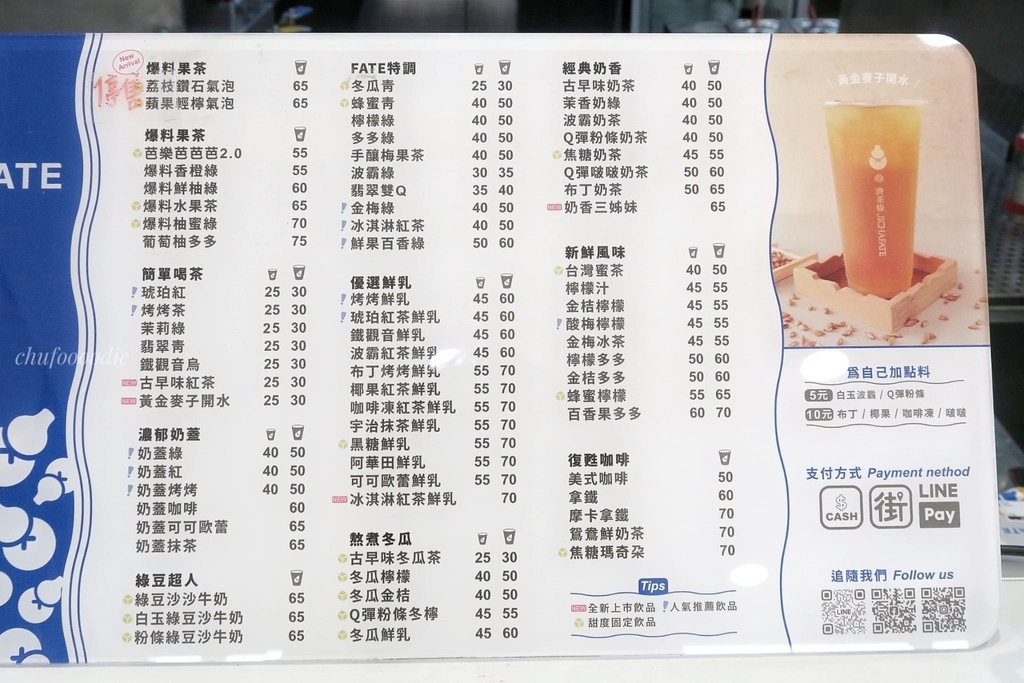 ATE
chufoooodie
New Arrival
停售
爆料果茶
荔枝鑽石氣泡 65
蘋果輕檸氣泡 65
爆料果茶
芭樂芭芭芭2.0 55
爆料香橙綠 55
爆料鮮柚綠 60
爆料水果茶 65
爆料柚蜜綠 70
葡萄柚多多 75
簡單喝茶
琥珀紅 25 30
烤烤茶 25 30
茉莉綠 25 30
翡翠青 25 30
鐵觀音烏 25 30
NEW 古早味紅茶 25 30
NEW 黃金麥子開水 25 30
濃郁奶蓋
奶蓋綠 40 50
奶蓋紅 40 50
奶蓋烤烤 40 50
奶蓋咖啡 60
奶蓋可可歐蕾 65
奶蓋抹茶 65
綠豆超人
綠豆沙沙牛奶 65
白玉綠豆沙牛奶 65
粉條綠豆沙牛奶 65
FATE特調
冬瓜青 25 30
蜂蜜青 40 50
檸檬綠 40 50
多多綠 40 50
手釀梅果茶 40 50
波霸綠 30 35
翡翠雙Q 35 40
金梅綠 40 50
冰淇淋紅茶 40 50
鮮果百香綠 50 60
優選鮮乳
烤烤鮮乳 45 60
琥珀紅茶鮮乳 45 60
鐵觀音鮮乳 45 60
波霸紅茶鮮乳 45 60
布丁烤烤鮮乳 55 70
椰果紅茶鮮乳 55 70
咖啡凍紅茶鮮乳 55 70
宇治抹茶鮮乳 55 70
黑糖鮮乳 55 70
阿華田鮮乳 55 70
可可歐蕾鮮乳 55 70
NEW 冰淇淋紅茶鮮乳 70
熬煮冬瓜
古早味冬瓜茶 25 30
冬瓜檸檬 40 50
冬瓜金桔 40 50
Q彈粉條冬檸 45 55
冬瓜鮮乳 45 60
經典奶香
古早味奶茶 40 50
茉香奶綠 40 50
波霸奶茶 40 50
Q彈粉條奶茶 40 50
焦糖奶茶 45 55
Q彈啵啵奶茶 50 60
布丁奶茶 50 65
NEW 奶香三姊妹 65
新鮮風味
台灣蜜茶 40 50
檸檬汁 45 55
金桔檸檬 45 55
酸梅檸檬 45 55
金梅冰茶 45 55
檸檬多多 50 60
金桔多多 50 60
蜂蜜檸檬 55 65
百香果多多 60 70
復甦咖啡
美式咖啡 50
拿鐵 60
摩卡拿鐵 70
鴛鴦鮮奶茶 70
焦糖瑪奇朵 70
Tips
NEW 全新上市飲品 人氣推薦飲品
甜度固定飲品
黃金麥子開水
JICHAFATE
為自己加點料
5元 白玉波霸 / Q彈粉條
10元 布丁 / 椰果 / 咖啡凍 / 啵啵
支付方式 Payment nethod
$ CASH 街 LINE Pay
追隨我們 Follow us
LINE